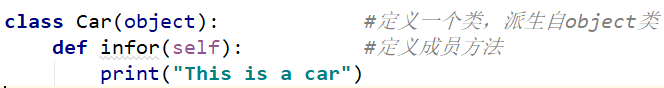 class Car(object): #定义一个类，派生自object类
def infor(self): #定义成员方法
print("This is a car")